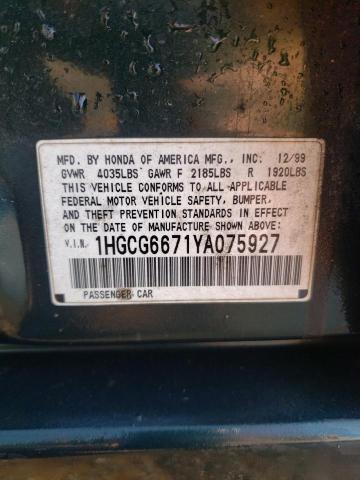 MFD. BY HONDA OF AMERICA MFG., INC. 12/99
GVWR 4035LBS GAWR F 2185LBS R 1920LBS
THIS VEHICLE CONFORMS TO ALL APPLICABLE
FEDERAL MOTOR VEHICLE SAFETY, BUMPER,
AND THEFT PREVENTION STANDARDS IN EFFECT
ON THE DATE OF MANUFACTURE SHOWN ABOVE.
V.I.N. 1HGCG6671YA075927
PASSENGER CAR